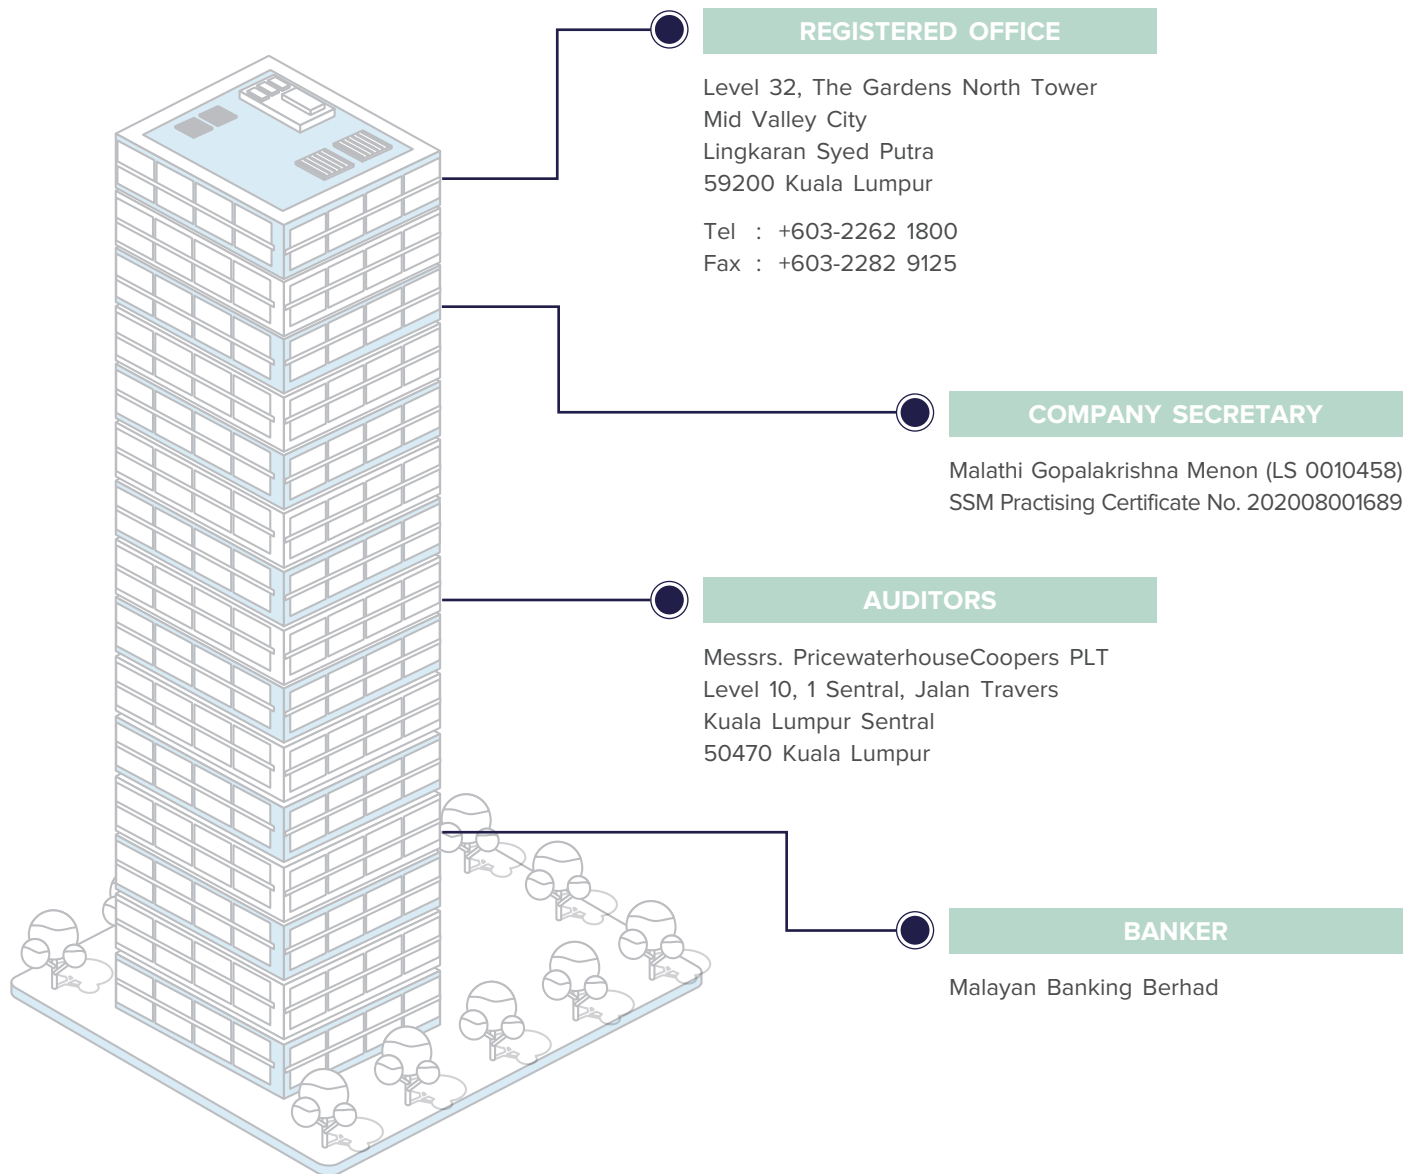 REGISTERED OFFICE
Level 32, The Gardens North Tower
Mid Valley City
Lingkaran Syed Putra
59200 Kuala Lumpur
Tel : +603-2262 1800
Fax : +603-2282 9125
COMPANY SECRETARY
Malathi Gopalakrishna Menon (LS 0010458)
SSM Practising Certificate No. 202008001689
AUDITORS
Messrs. PricewaterhouseCoopers PLT
Level 10, 1 Sentral, Jalan Travers
Kuala Lumpur Sentral
50470 Kuala Lumpur
BANKER
Malayan Banking Berhad